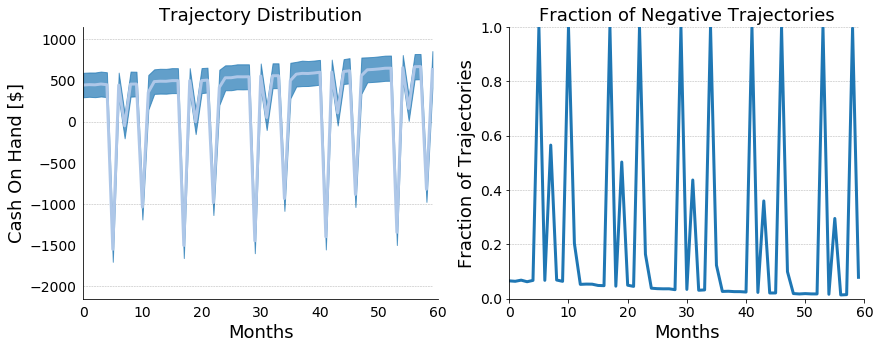 Trajectory Distribution
1000
500
0
−500
−1000
−1500
−2000
Cash On Hand [$]
0 10 20 30 40 50 60
Months
Fraction of Negative Trajectories
1.0
0.8
0.6
0.4
0.2
0.0
Fraction of Trajectories
0 10 20 30 40 50 60
Months